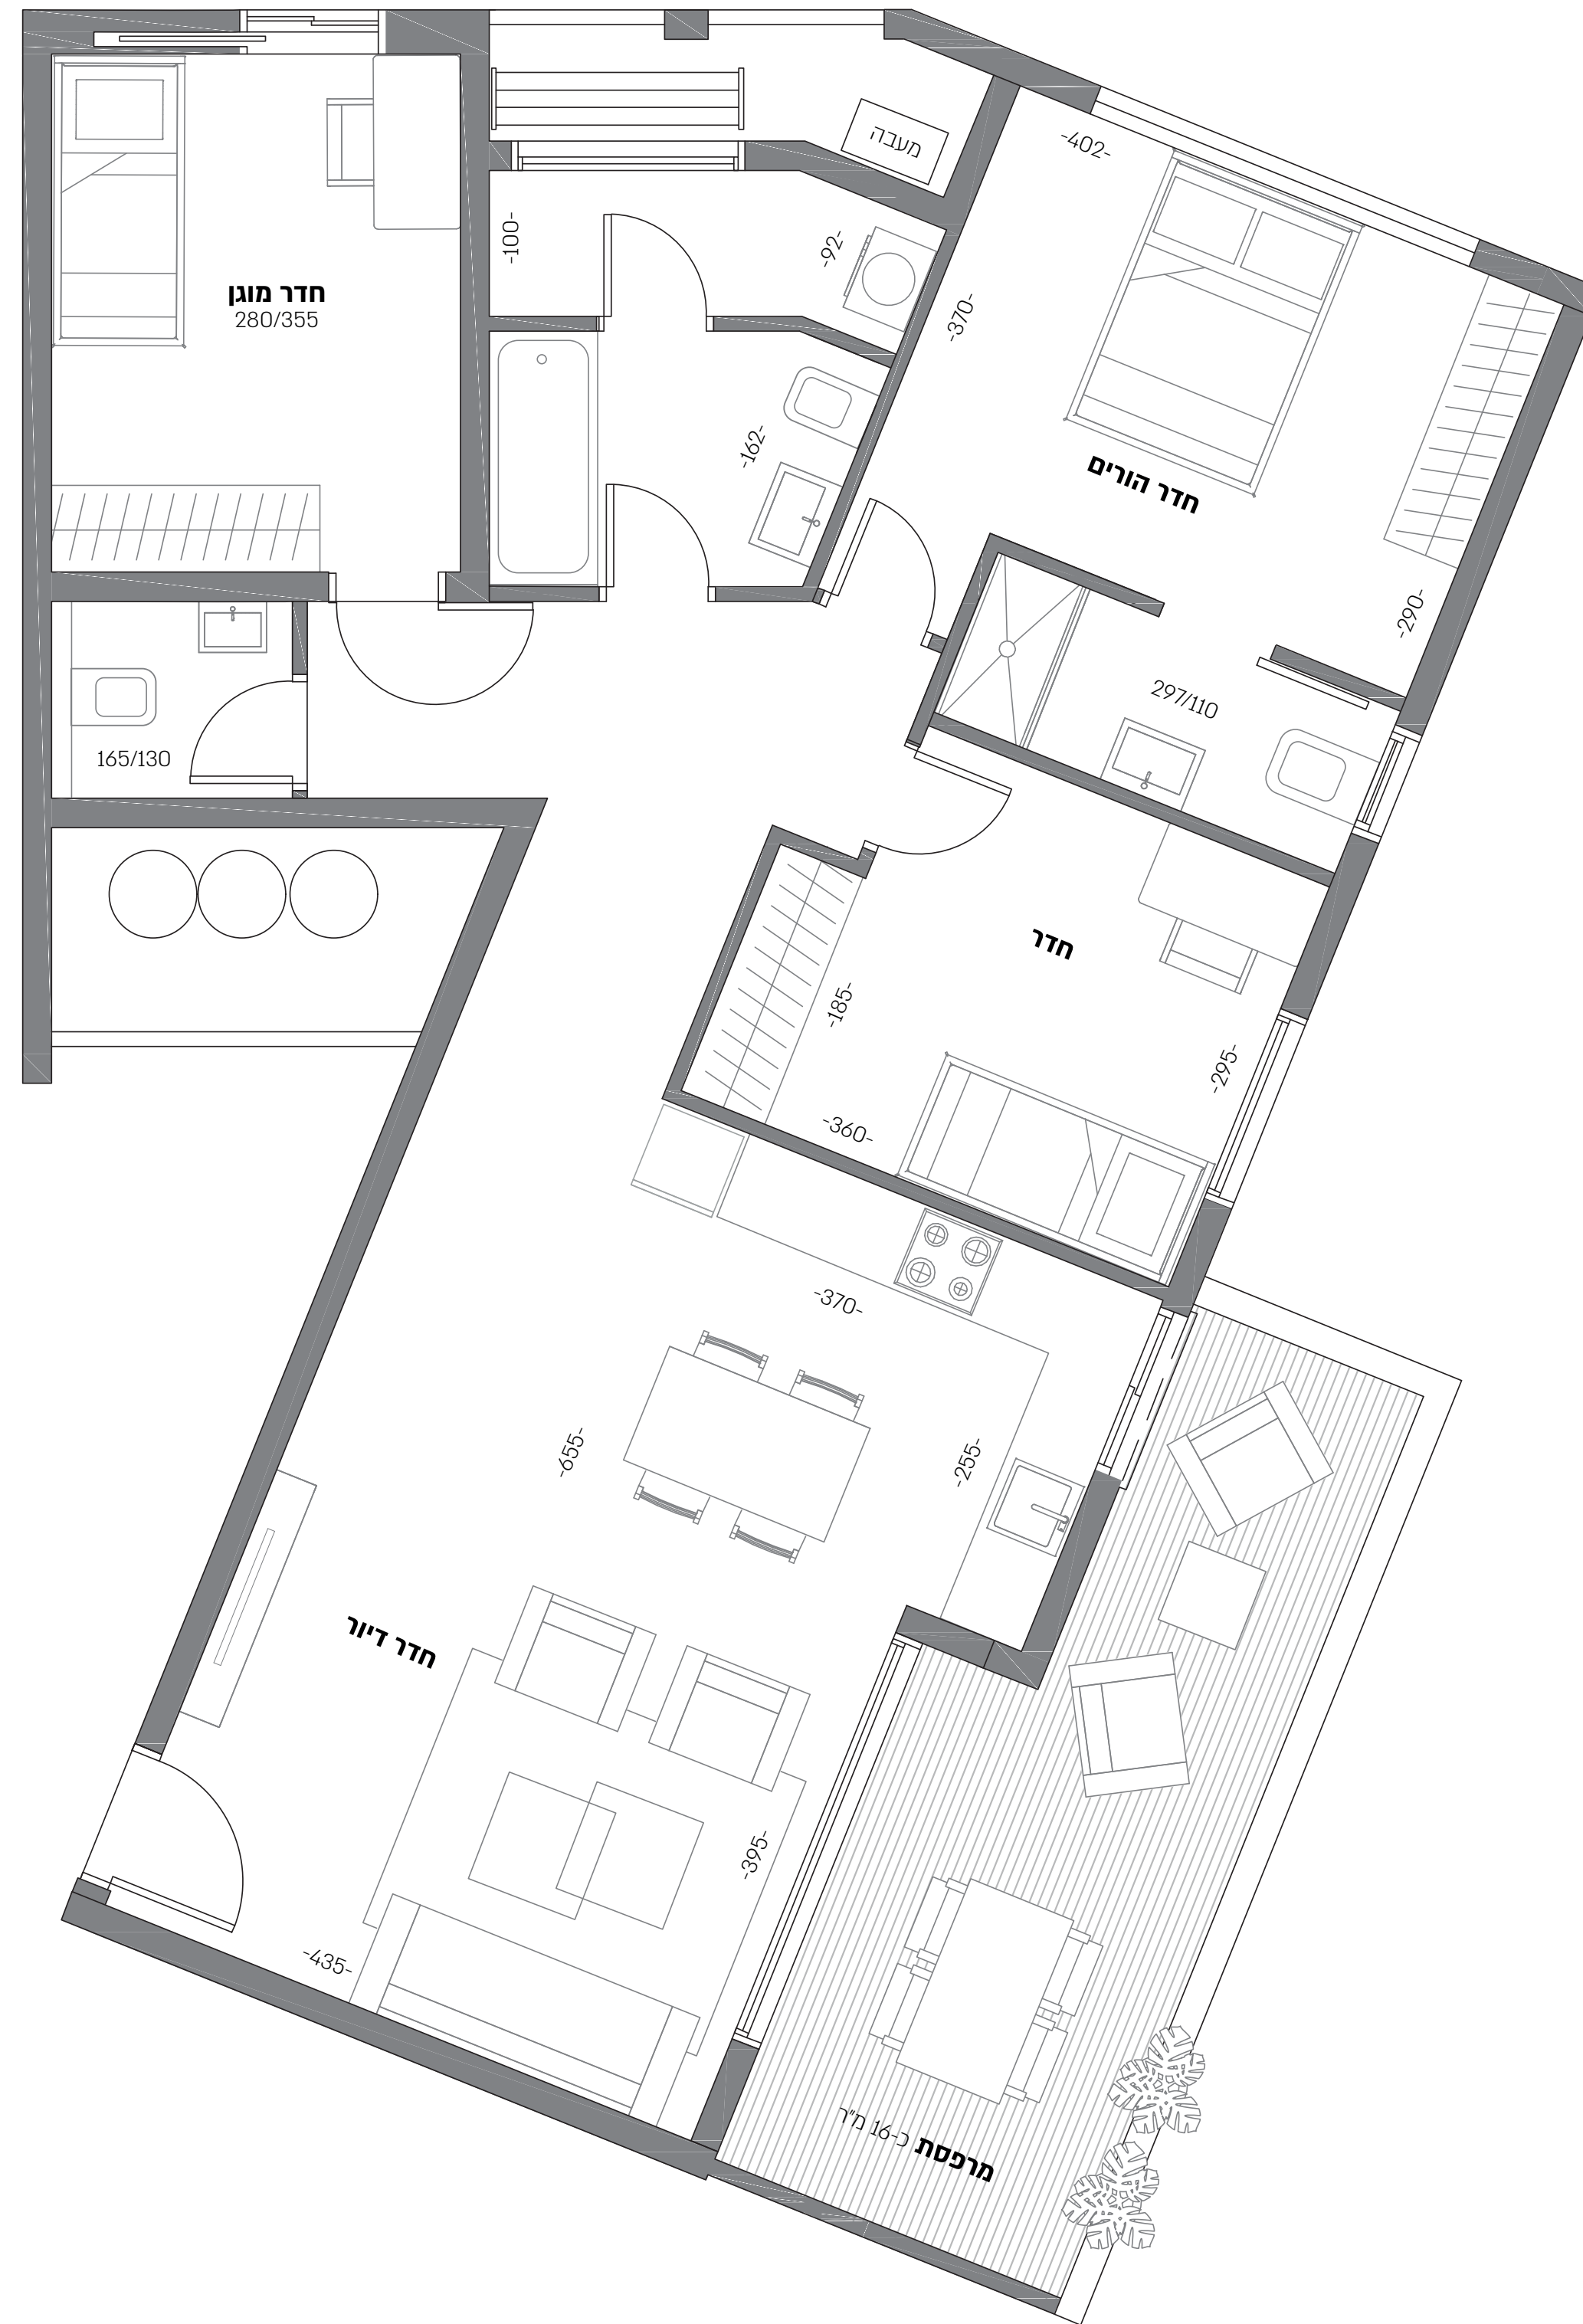 מעבה
-402-
-100-
-92-
חדר מוגן
280/355
-370-
-162-
חדר הורים
-290-
297/110
165/130
חדר
-185-
-295-
-360-
-370-
-655-
-255-
חדר דיור
-395-
-435-
מרפסת כ-16 מ"ר